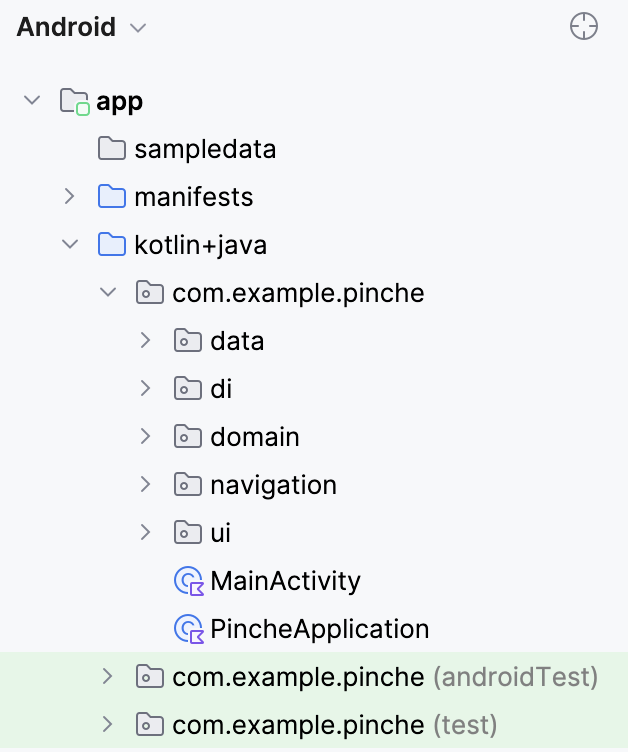 Android
app
sampledata
manifests
kotlin+java
com.example.pinche
data
di
domain
navigation
ui
MainActivity
PincheApplication
com.example.pinche (androidTest)
com.example.pinche (test)